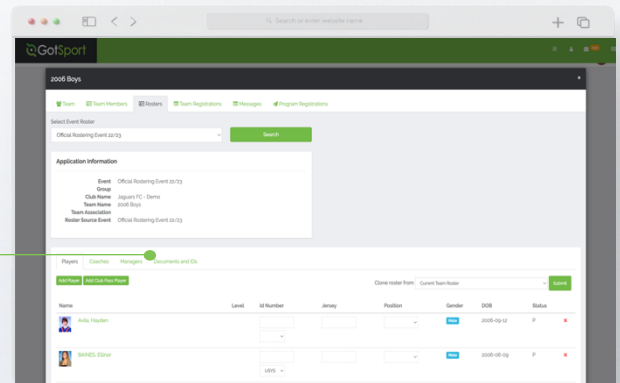 Search or enter website name
GotSport
2006 Boys
Team Team Members Rosters Team Registrations Messages Program Registrations
Select Event Roster
Official Rostering Event 22/23 Search
Application Information
Event Official Rostering Event 22/23
Group
Club Name Jaguars FC - Demo
Team Name 2006 Boys
Team Association
Roster Source Event Official Rostering Event 22/23
Players Coaches Managers Documents and IDs
Add Player Add Club Pass Player Clone roster from Current Team Roster Submit
Name Level Id Number Jersey Position Gender DOB Status
Avila, Hayden Male 2006-09-12 P x
BAINES, Elinor Male 2006-06-09 P x
USYS